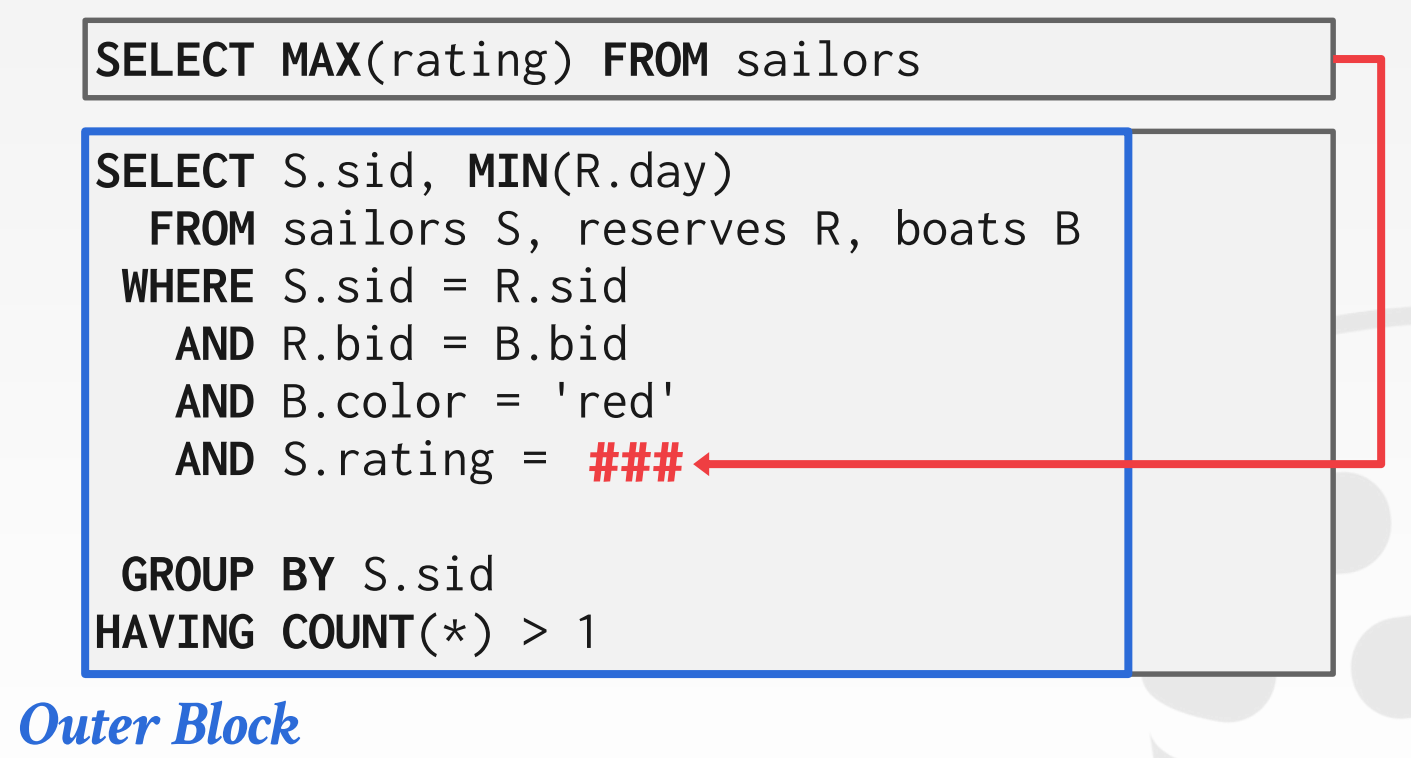 SELECT MAX(rating) FROM sailors
SELECT S.sid, MIN(R.day)
FROM sailors S, reserves R, boats B
WHERE S.sid = R.sid
AND R.bid = B.bid
AND B.color = 'red'
AND S.rating = ###
GROUP BY S.sid
HAVING COUNT(*) > 1
Outer Block